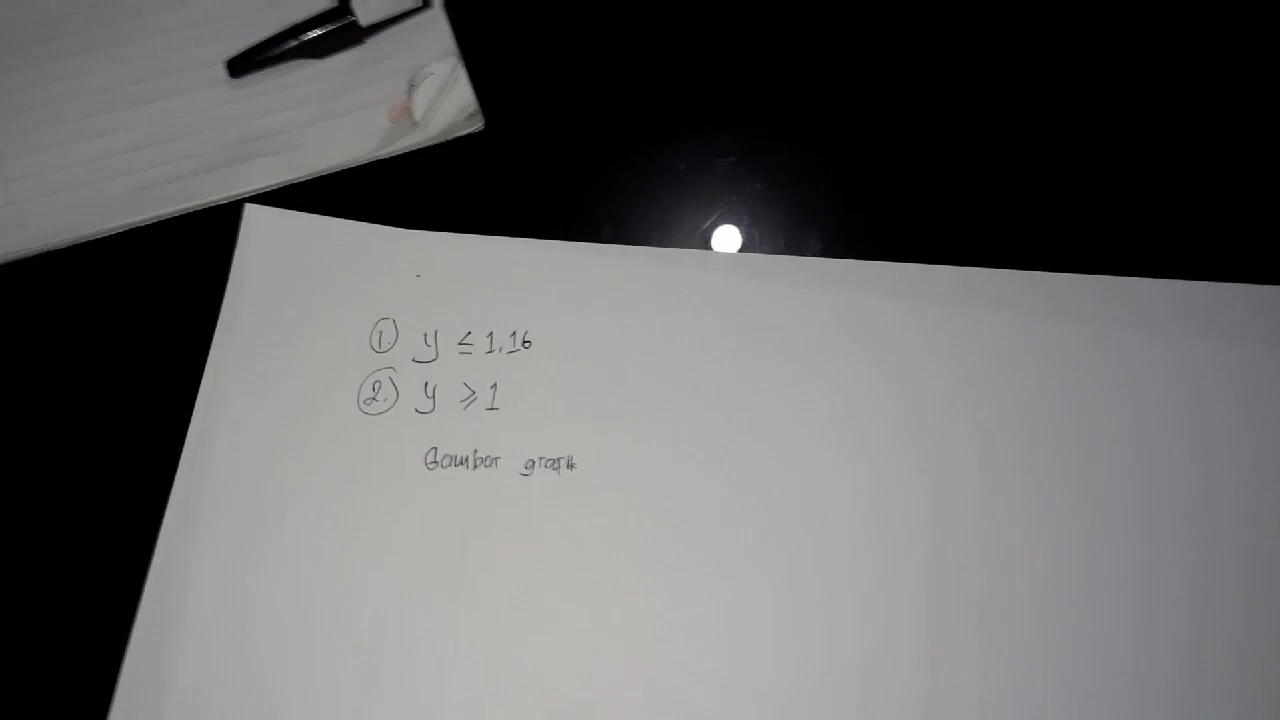 1. y ≤ 1,16
2. y ≥ 1
Gambar grafik